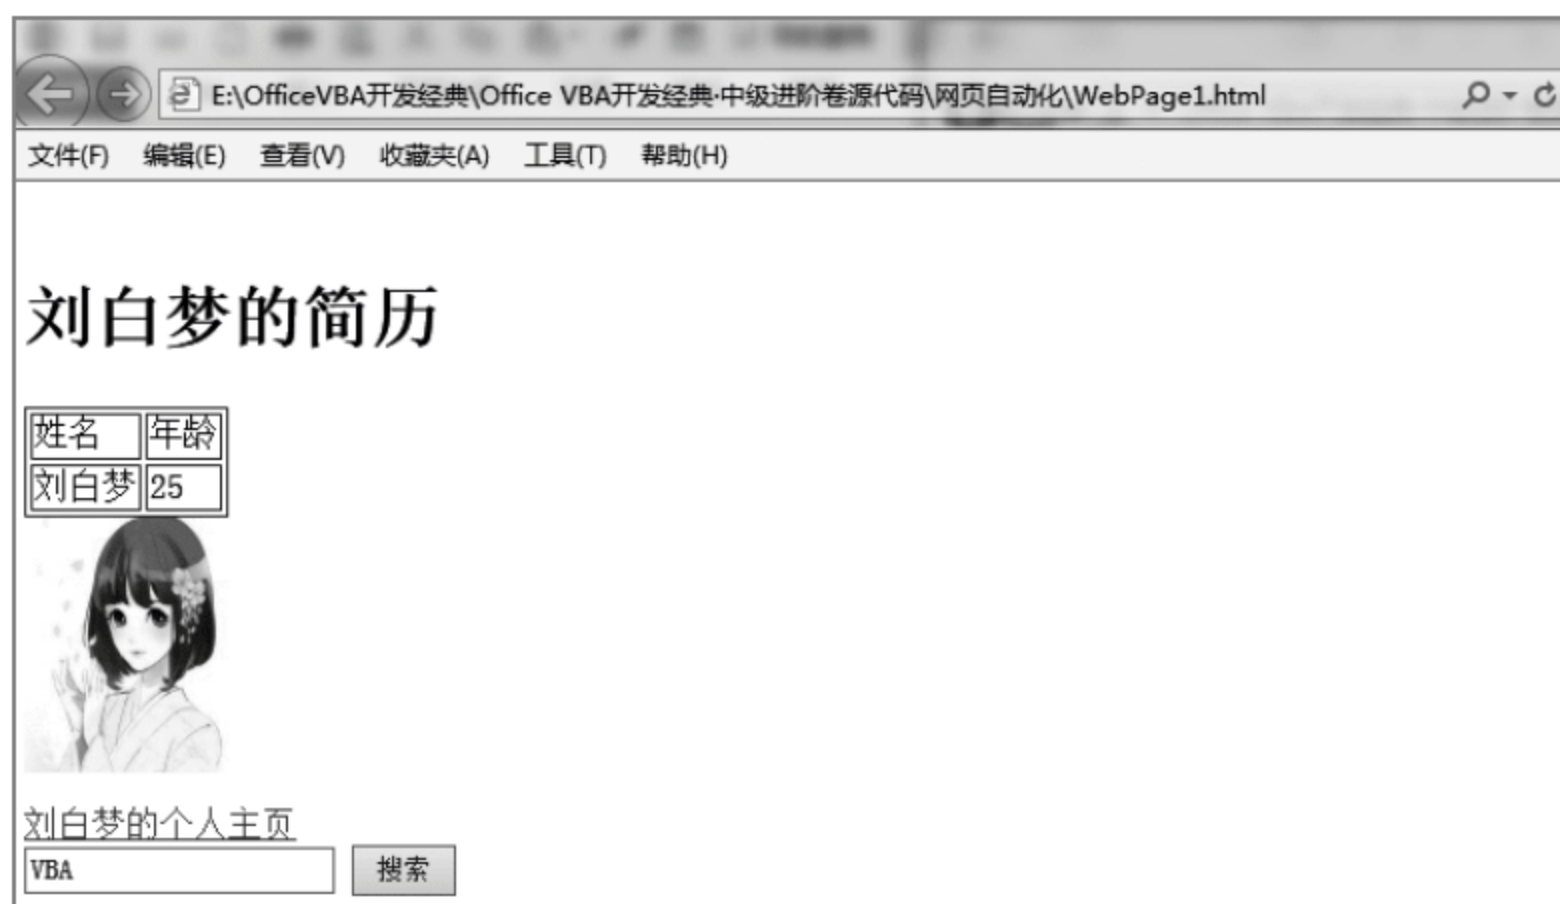 E:\OfficeVBA开发经典\Office VBA开发经典·中级进阶卷源代码\网页自动化\WebPage1.html
文件(F) 编辑(E) 查看(V) 收藏夹(A) 工具(T) 帮助(H)
刘白梦的简历
姓名 年龄
刘白梦 25
刘白梦的个人主页
VBA 搜索